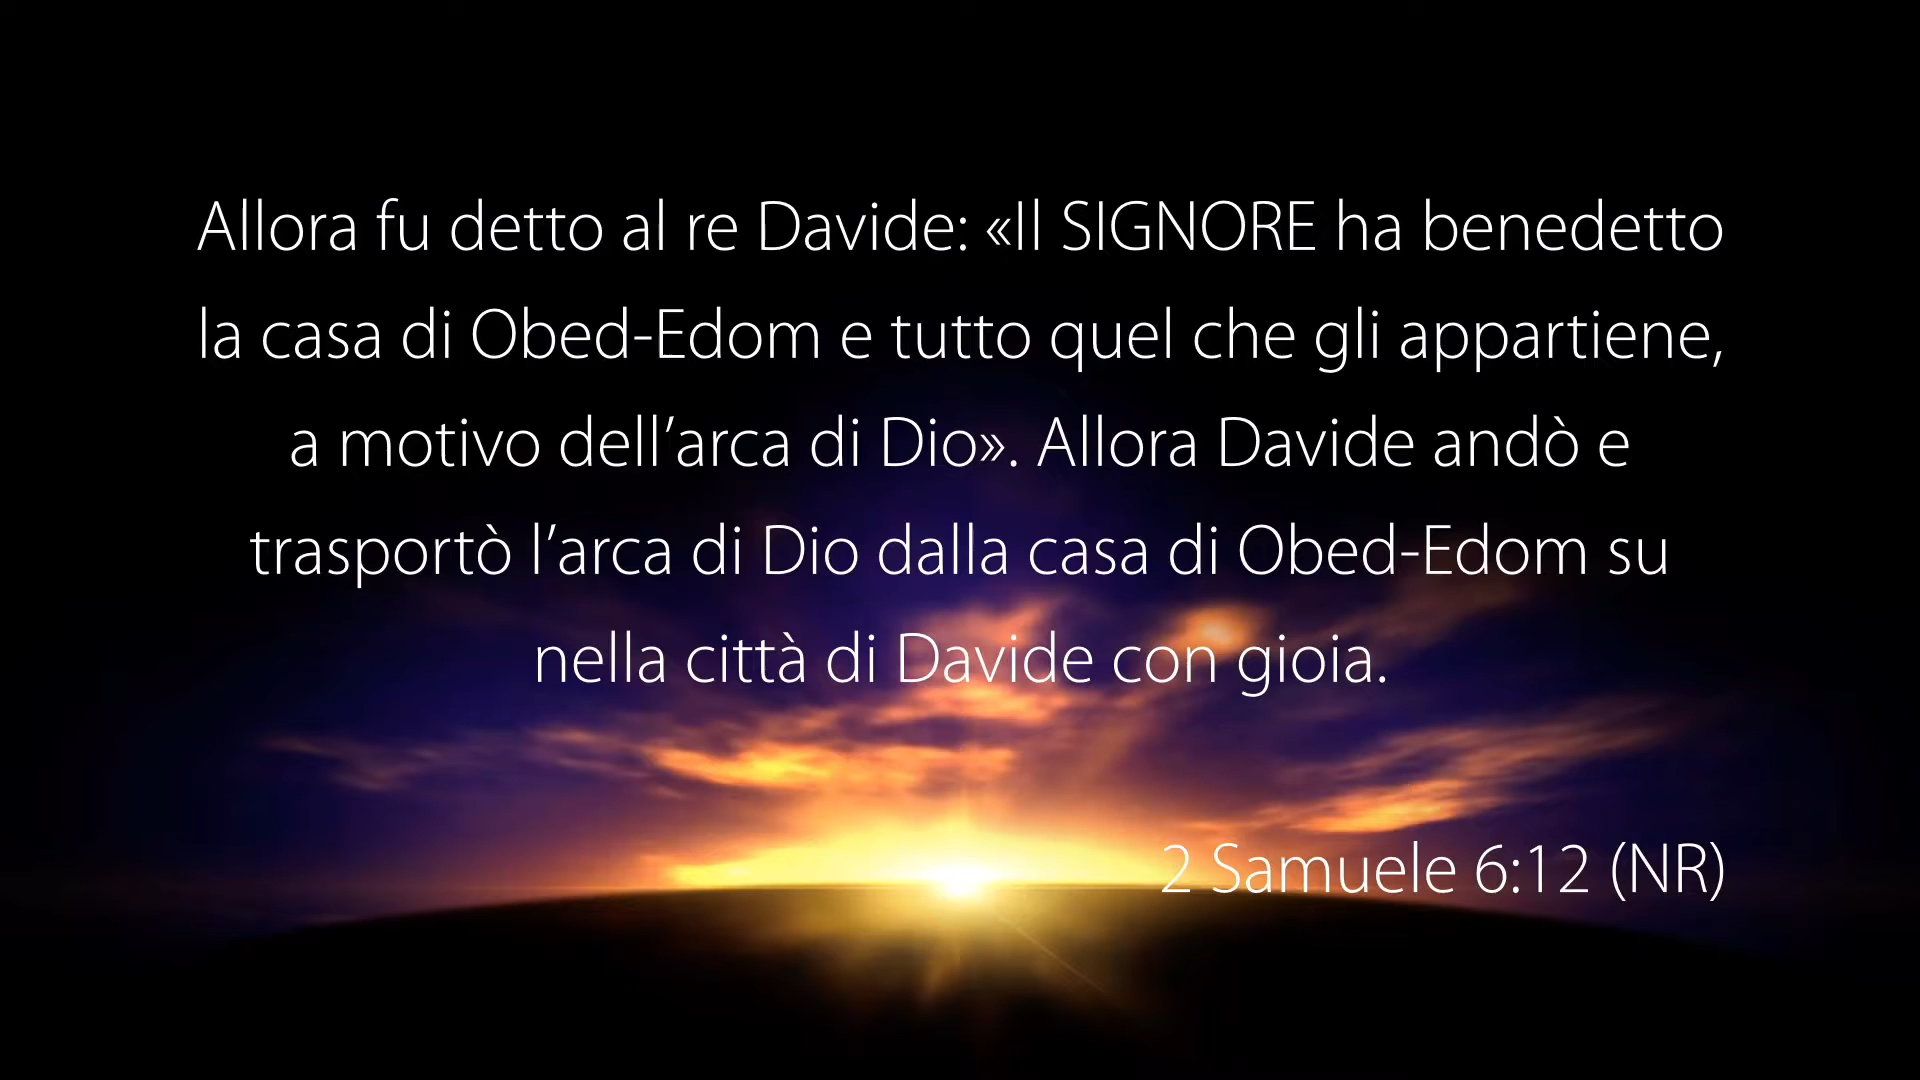 Allora fu detto al re Davide: «Il SIGNORE ha benedetto
la casa di Obed-Edom e tutto quel che gli appartiene,
a motivo dell’arca di Dio». Allora Davide andò e
trasportò l’arca di Dio dalla casa di Obed-Edom su
nella città di Davide con gioia.
2 Samuele 6:12 (NR)